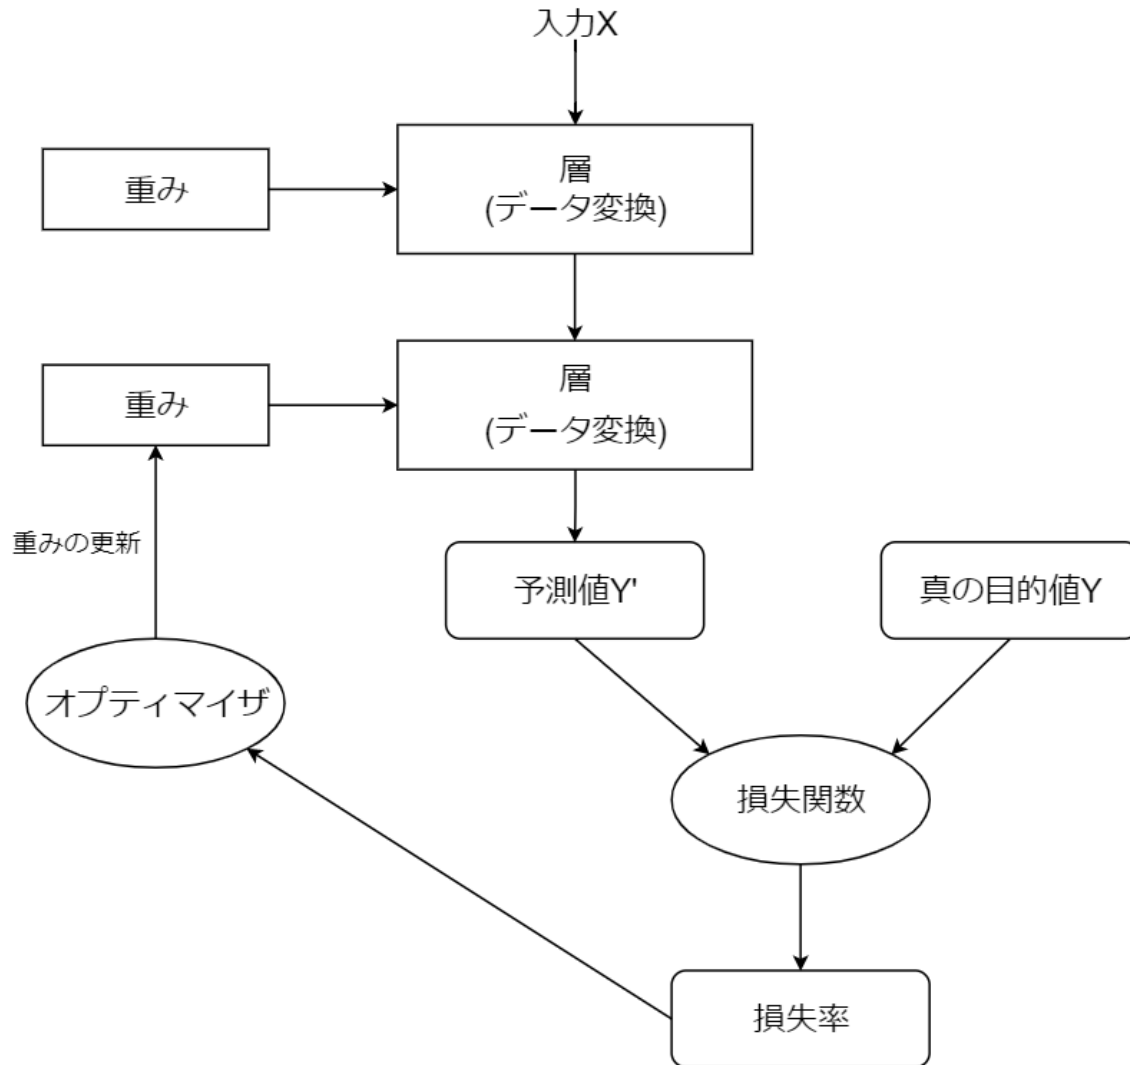 入力X
重み
層
(データ変換)
重み
層
(データ変換)
重みの更新
予測値Y'
真の目的値Y
オプティマイザ
損失関数
損失率